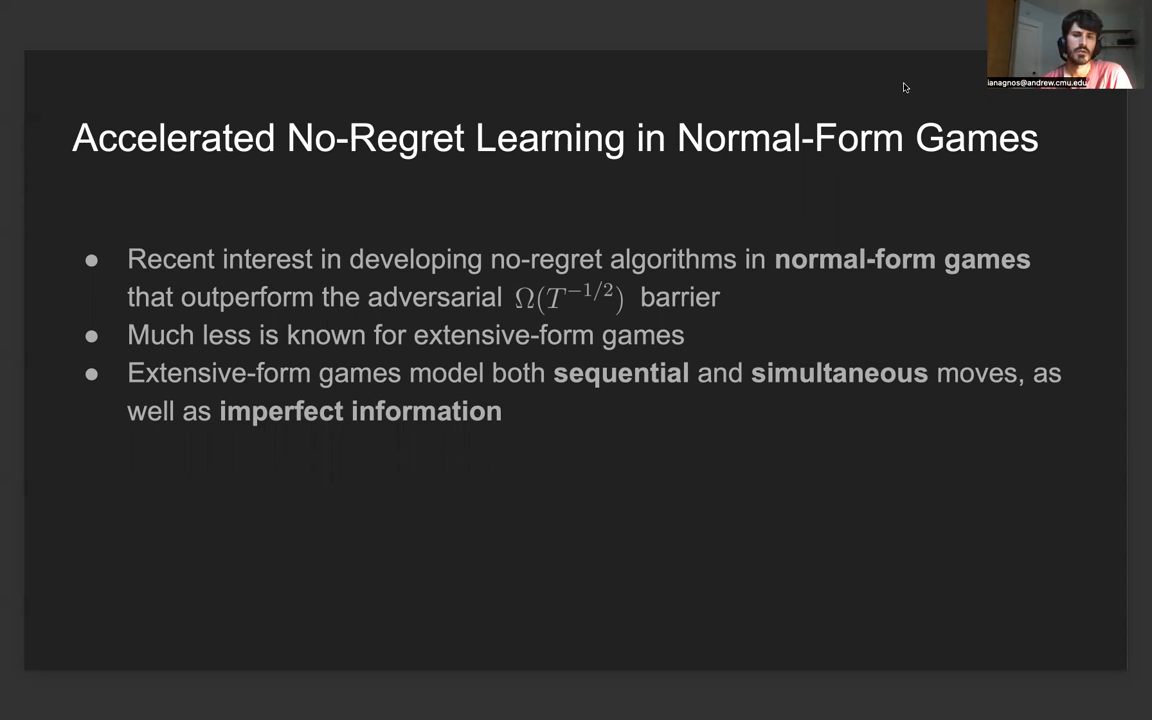 ianagnos@andrew.cmu.edu
Accelerated No-Regret Learning in Normal-Form Games
● Recent interest in developing no-regret algorithms in normal-form games
that outperform the adversarial Ω(T^{-1/2}) barrier
● Much less is known for extensive-form games
● Extensive-form games model both sequential and simultaneous moves, as
well as imperfect information